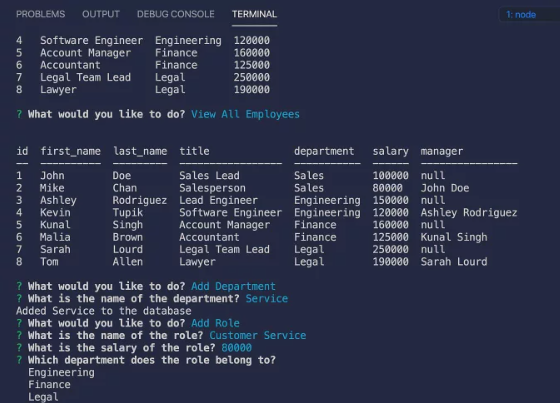 PROBLEMS OUTPUT DEBUG CONSOLE TERMINAL 1: node
4 Software Engineer Engineering 120000
5 Account Manager Finance 160000
6 Accountant Finance 125000
7 Legal Team Lead Legal 250000
8 Lawyer Legal 190000
? What would you like to do? View All Employees
id first_name last_name title department salary manager
-- ---------- --------- ----------------- ----------- ------ ----------------
1 John Doe Sales Lead Sales 100000 null
2 Mike Chan Salesperson Sales 80000 John Doe
3 Ashley Rodriguez Lead Engineer Engineering 150000 null
4 Kevin Tupik Software Engineer Engineering 120000 Ashley Rodriguez
5 Kunal Singh Account Manager Finance 160000 null
6 Malia Brown Accountant Finance 125000 Kunal Singh
7 Sarah Lourd Legal Team Lead Legal 250000 null
8 Tom Allen Lawyer Legal 190000 Sarah Lourd
? What would you like to do? Add Department
? What is the name of the department? Service
Added Service to the database
? What would you like to do? Add Role
? What is the name of the role? Customer Service
? What is the salary of the role? 80000
? Which department does the role belong to?
Engineering
Finance
Legal